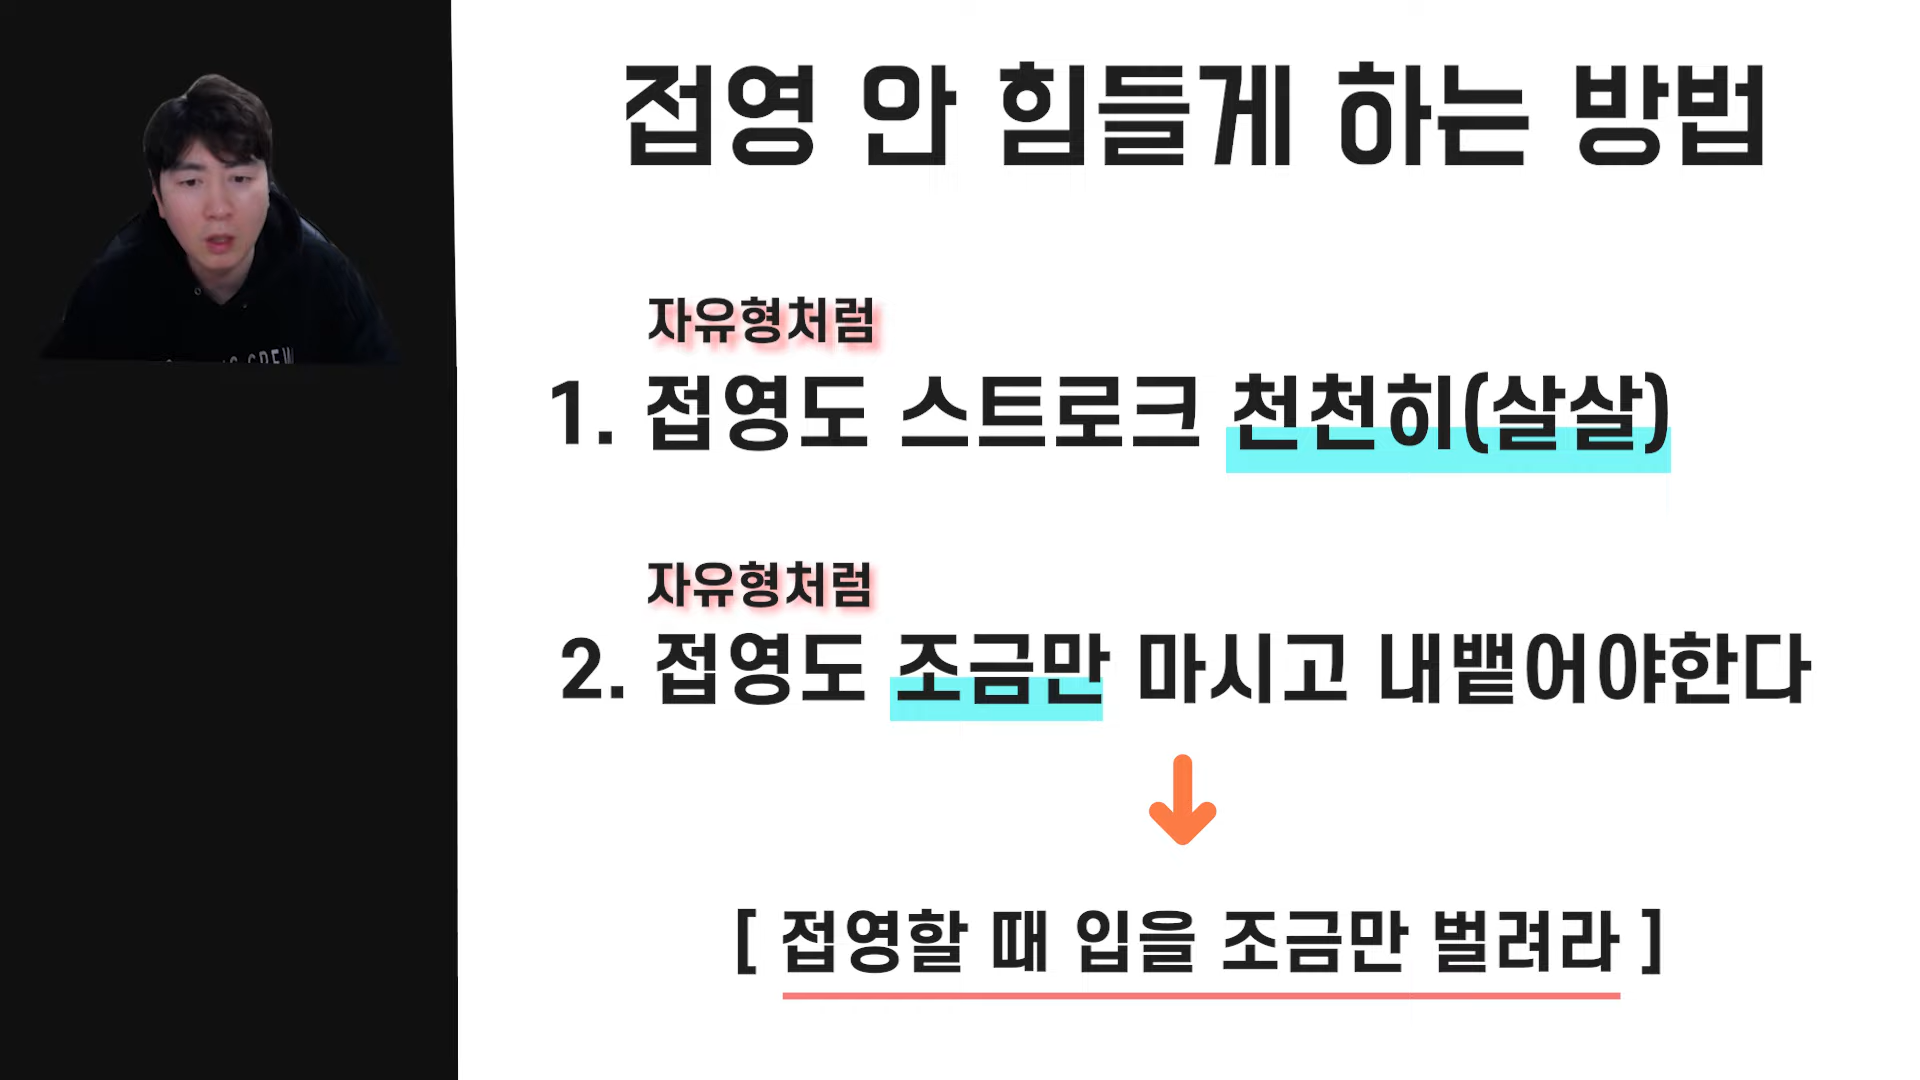 접영 안 힘들게 하는 방법
자유형처럼
1. 접영도 스트로크 천천히(살살)
자유형처럼
2. 접영도 조금만 마시고 내뱉어야한다
[ 접영할 때 입을 조금만 벌려라 ]